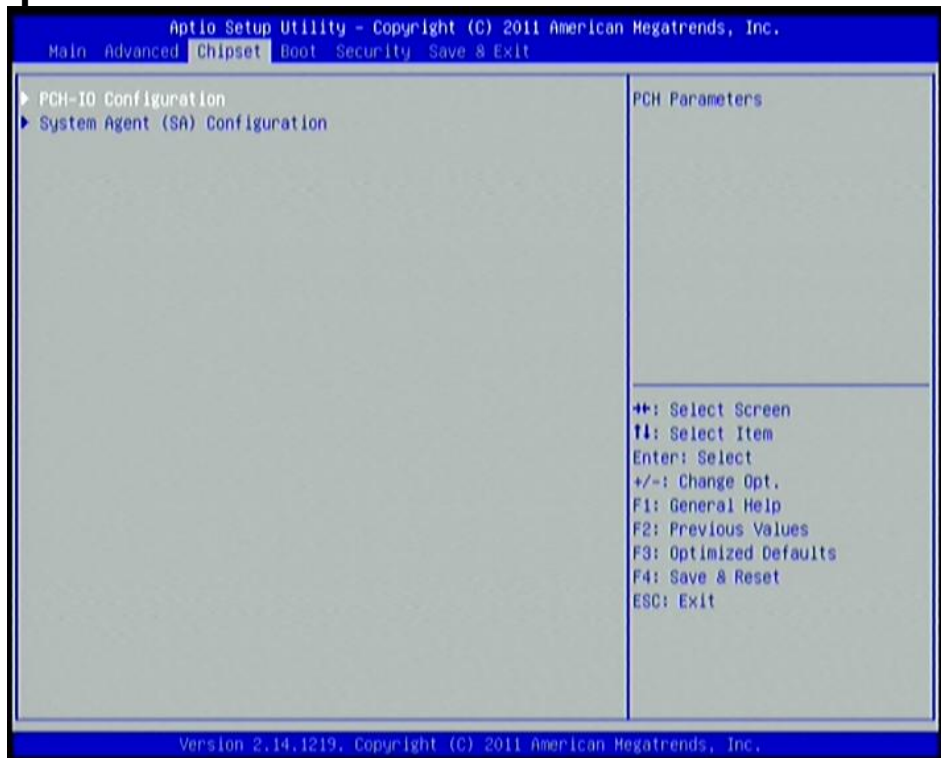 Aptio Setup Utility - Copyright (C) 2011 American Megatrends, Inc.
Main Advanced Chipset Boot Security Save & Exit
PCH-IO Configuration
System Agent (SA) Configuration
PCH Parameters
→←: Select Screen
↑↓: Select Item
Enter: Select
+/-: Change Opt.
F1: General Help
F2: Previous Values
F3: Optimized Defaults
F4: Save & Reset
ESC: Exit
Version 2.14.1219. Copyright (C) 2011 American Megatrends, Inc.